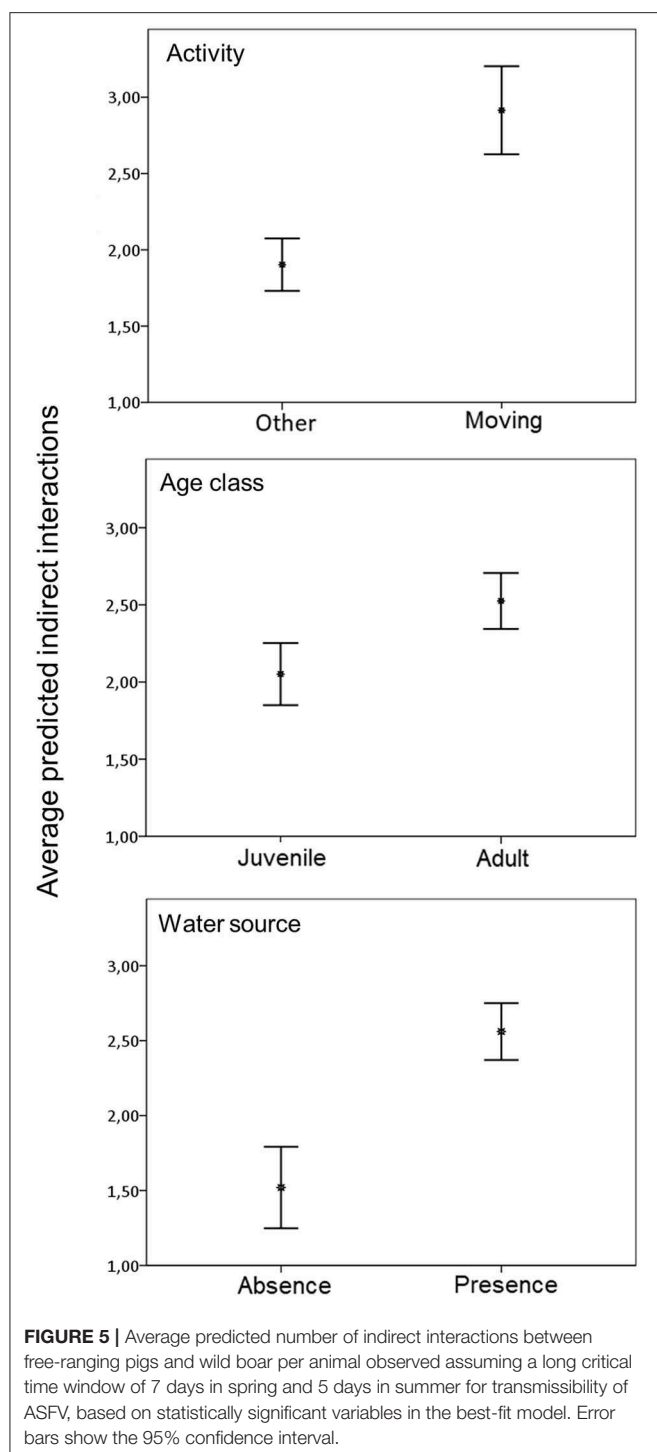 Average predicted indirect interactions
Activity
3,00
2,50
2,00
1,50
1,00
Other Moving
Age class
3,00
2,50
2,00
1,50
1,00
Juvenile Adult
Water source
3,00
2,50
2,00
1,50
1,00
Absence Presence
FIGURE 5 | Average predicted number of indirect interactions between
free-ranging pigs and wild boar per animal observed assuming a long critical
time window of 7 days in spring and 5 days in summer for transmissibility of
ASFV, based on statistically significant variables in the best-fit model. Error
bars show the 95% confidence interval.